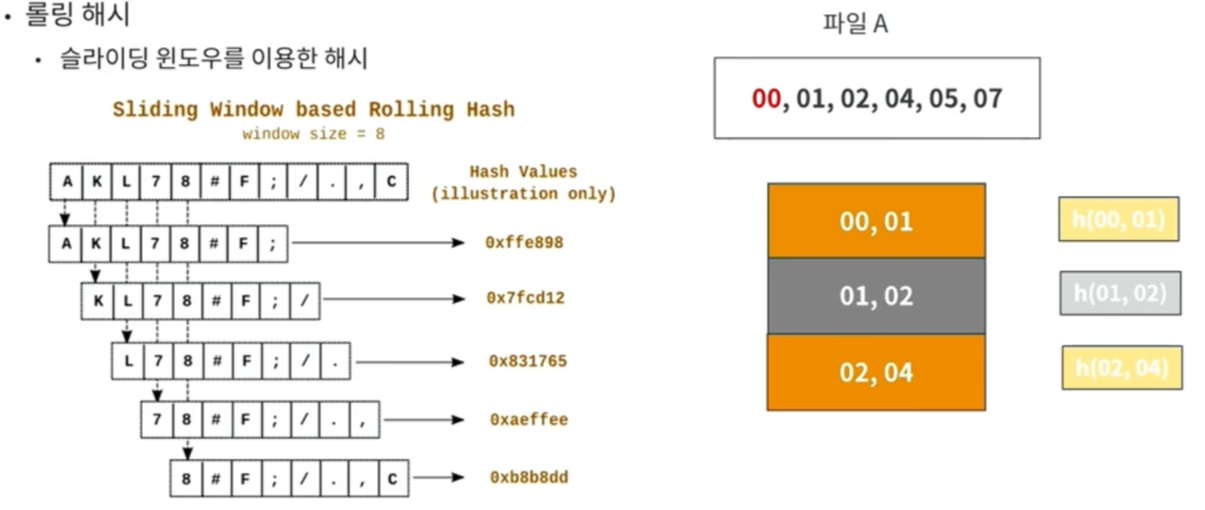 • 롤링 해시
• 슬라이딩 윈도우를 이용한 해시
Sliding Window based Rolling Hash
window size = 8
A K L 7 8 # F ; / . , C
Hash Values
(illustration only)
A K L 7 8 # F ;
0xffe898
K L 7 8 # F ; /
0x7fcd12
L 7 8 # F ; / .
0x831765
7 8 # F ; / . ,
0xaeffee
8 # F ; / . , C
0xb8b8dd
파일 A
00, 01, 02, 04, 05, 07
00, 01
h(00, 01)
01, 02
h(01, 02)
02, 04
h(02, 04)